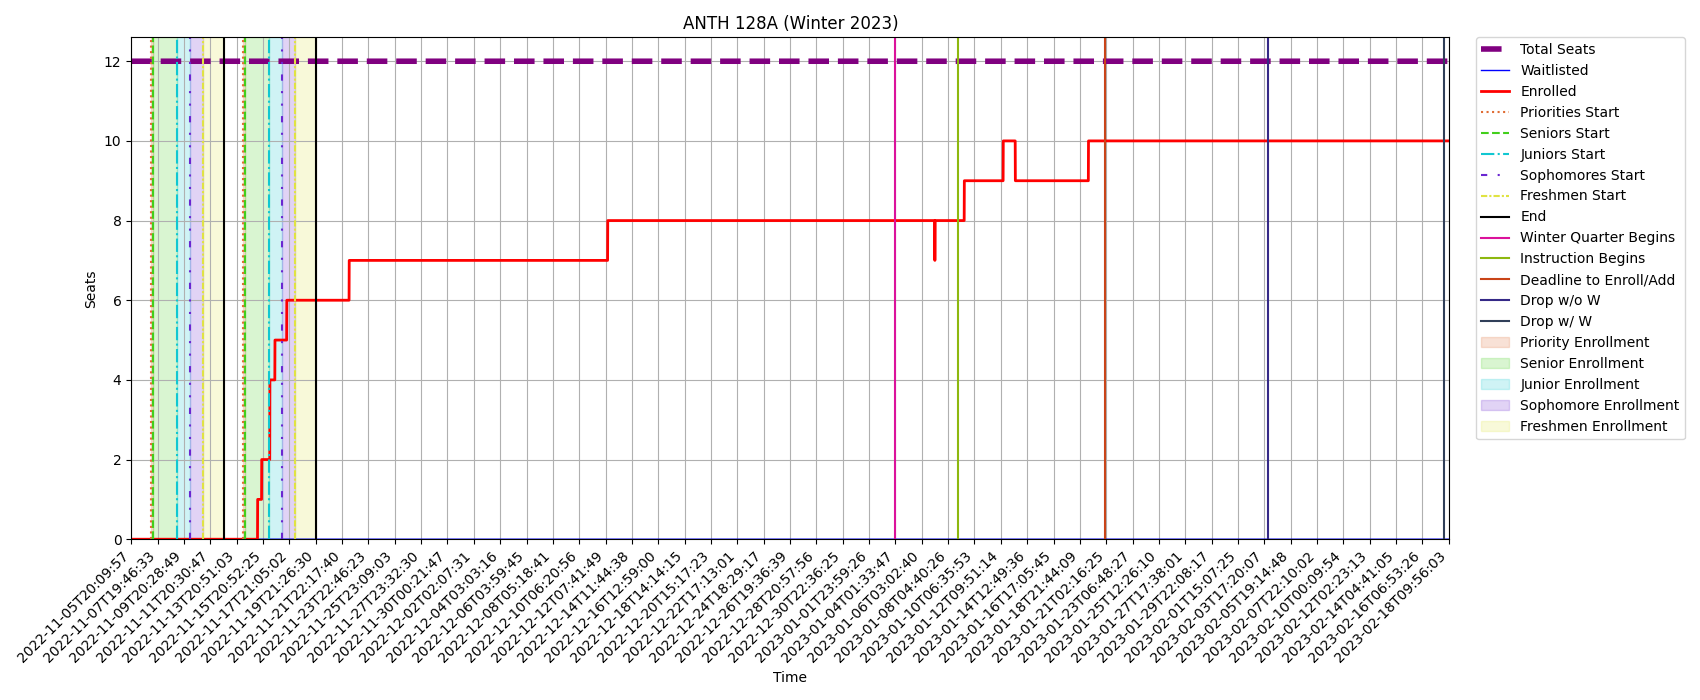 ANTH 128A (Winter 2023)
Seats
12
10
8
6
4
2
0
2022-11-05T20:09:57
2022-11-07T19:46:33
2022-11-09T20:28:49
2022-11-11T20:30:47
2022-11-13T20:51:03
2022-11-15T20:52:25
2022-11-17T21:05:02
2022-11-19T21:26:30
2022-11-21T22:17:40
2022-11-23T22:46:23
2022-11-25T23:09:03
2022-11-27T23:32:30
2022-11-30T00:21:47
2022-12-02T02:07:31
2022-12-04T03:03:16
2022-12-06T03:59:45
2022-12-08T05:18:41
2022-12-10T06:20:56
2022-12-12T07:41:49
2022-12-14T11:44:38
2022-12-16T12:59:00
2022-12-18T14:14:15
2022-12-20T15:17:23
2022-12-22T17:13:01
2022-12-24T18:29:17
2022-12-26T19:36:39
2022-12-28T20:57:56
2022-12-30T22:36:25
2023-01-01T23:59:26
2023-01-04T01:33:47
2023-01-06T03:02:40
2023-01-08T04:40:26
2023-01-10T06:35:53
2023-01-12T09:51:14
2023-01-14T12:49:36
2023-01-16T17:05:45
2023-01-18T21:44:09
2023-01-21T02:16:25
2023-01-23T06:48:27
2023-01-25T12:26:10
2023-01-27T17:38:01
2023-01-29T22:08:17
2023-02-01T15:07:25
2023-02-03T17:20:07
2023-02-05T19:14:48
2023-02-07T22:10:02
2023-02-10T00:09:54
2023-02-12T02:23:13
2023-02-14T04:41:05
2023-02-16T06:53:26
2023-02-18T09:56:03
Time
Total Seats
Waitlisted
Enrolled
Priorities Start
Seniors Start
Juniors Start
Sophomores Start
Freshmen Start
End
Winter Quarter Begins
Instruction Begins
Deadline to Enroll/Add
Drop w/o W
Drop w/ W
Priority Enrollment
Senior Enrollment
Junior Enrollment
Sophomore Enrollment
Freshmen Enrollment